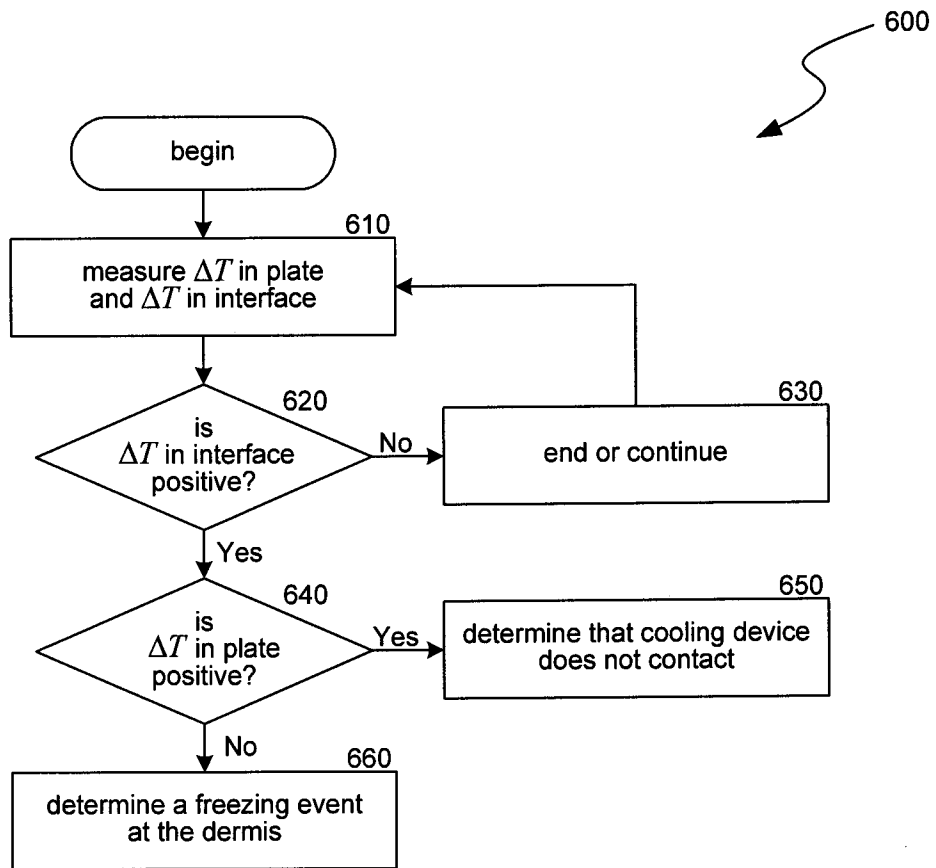 600
begin
610
measure ΔT in plate
and ΔT in interface
620
is
ΔT in interface
positive?
No
630
end or continue
Yes
640
is
ΔT in plate
positive?
Yes
650
determine that cooling device
does not contact
No
660
determine a freezing event
at the dermis